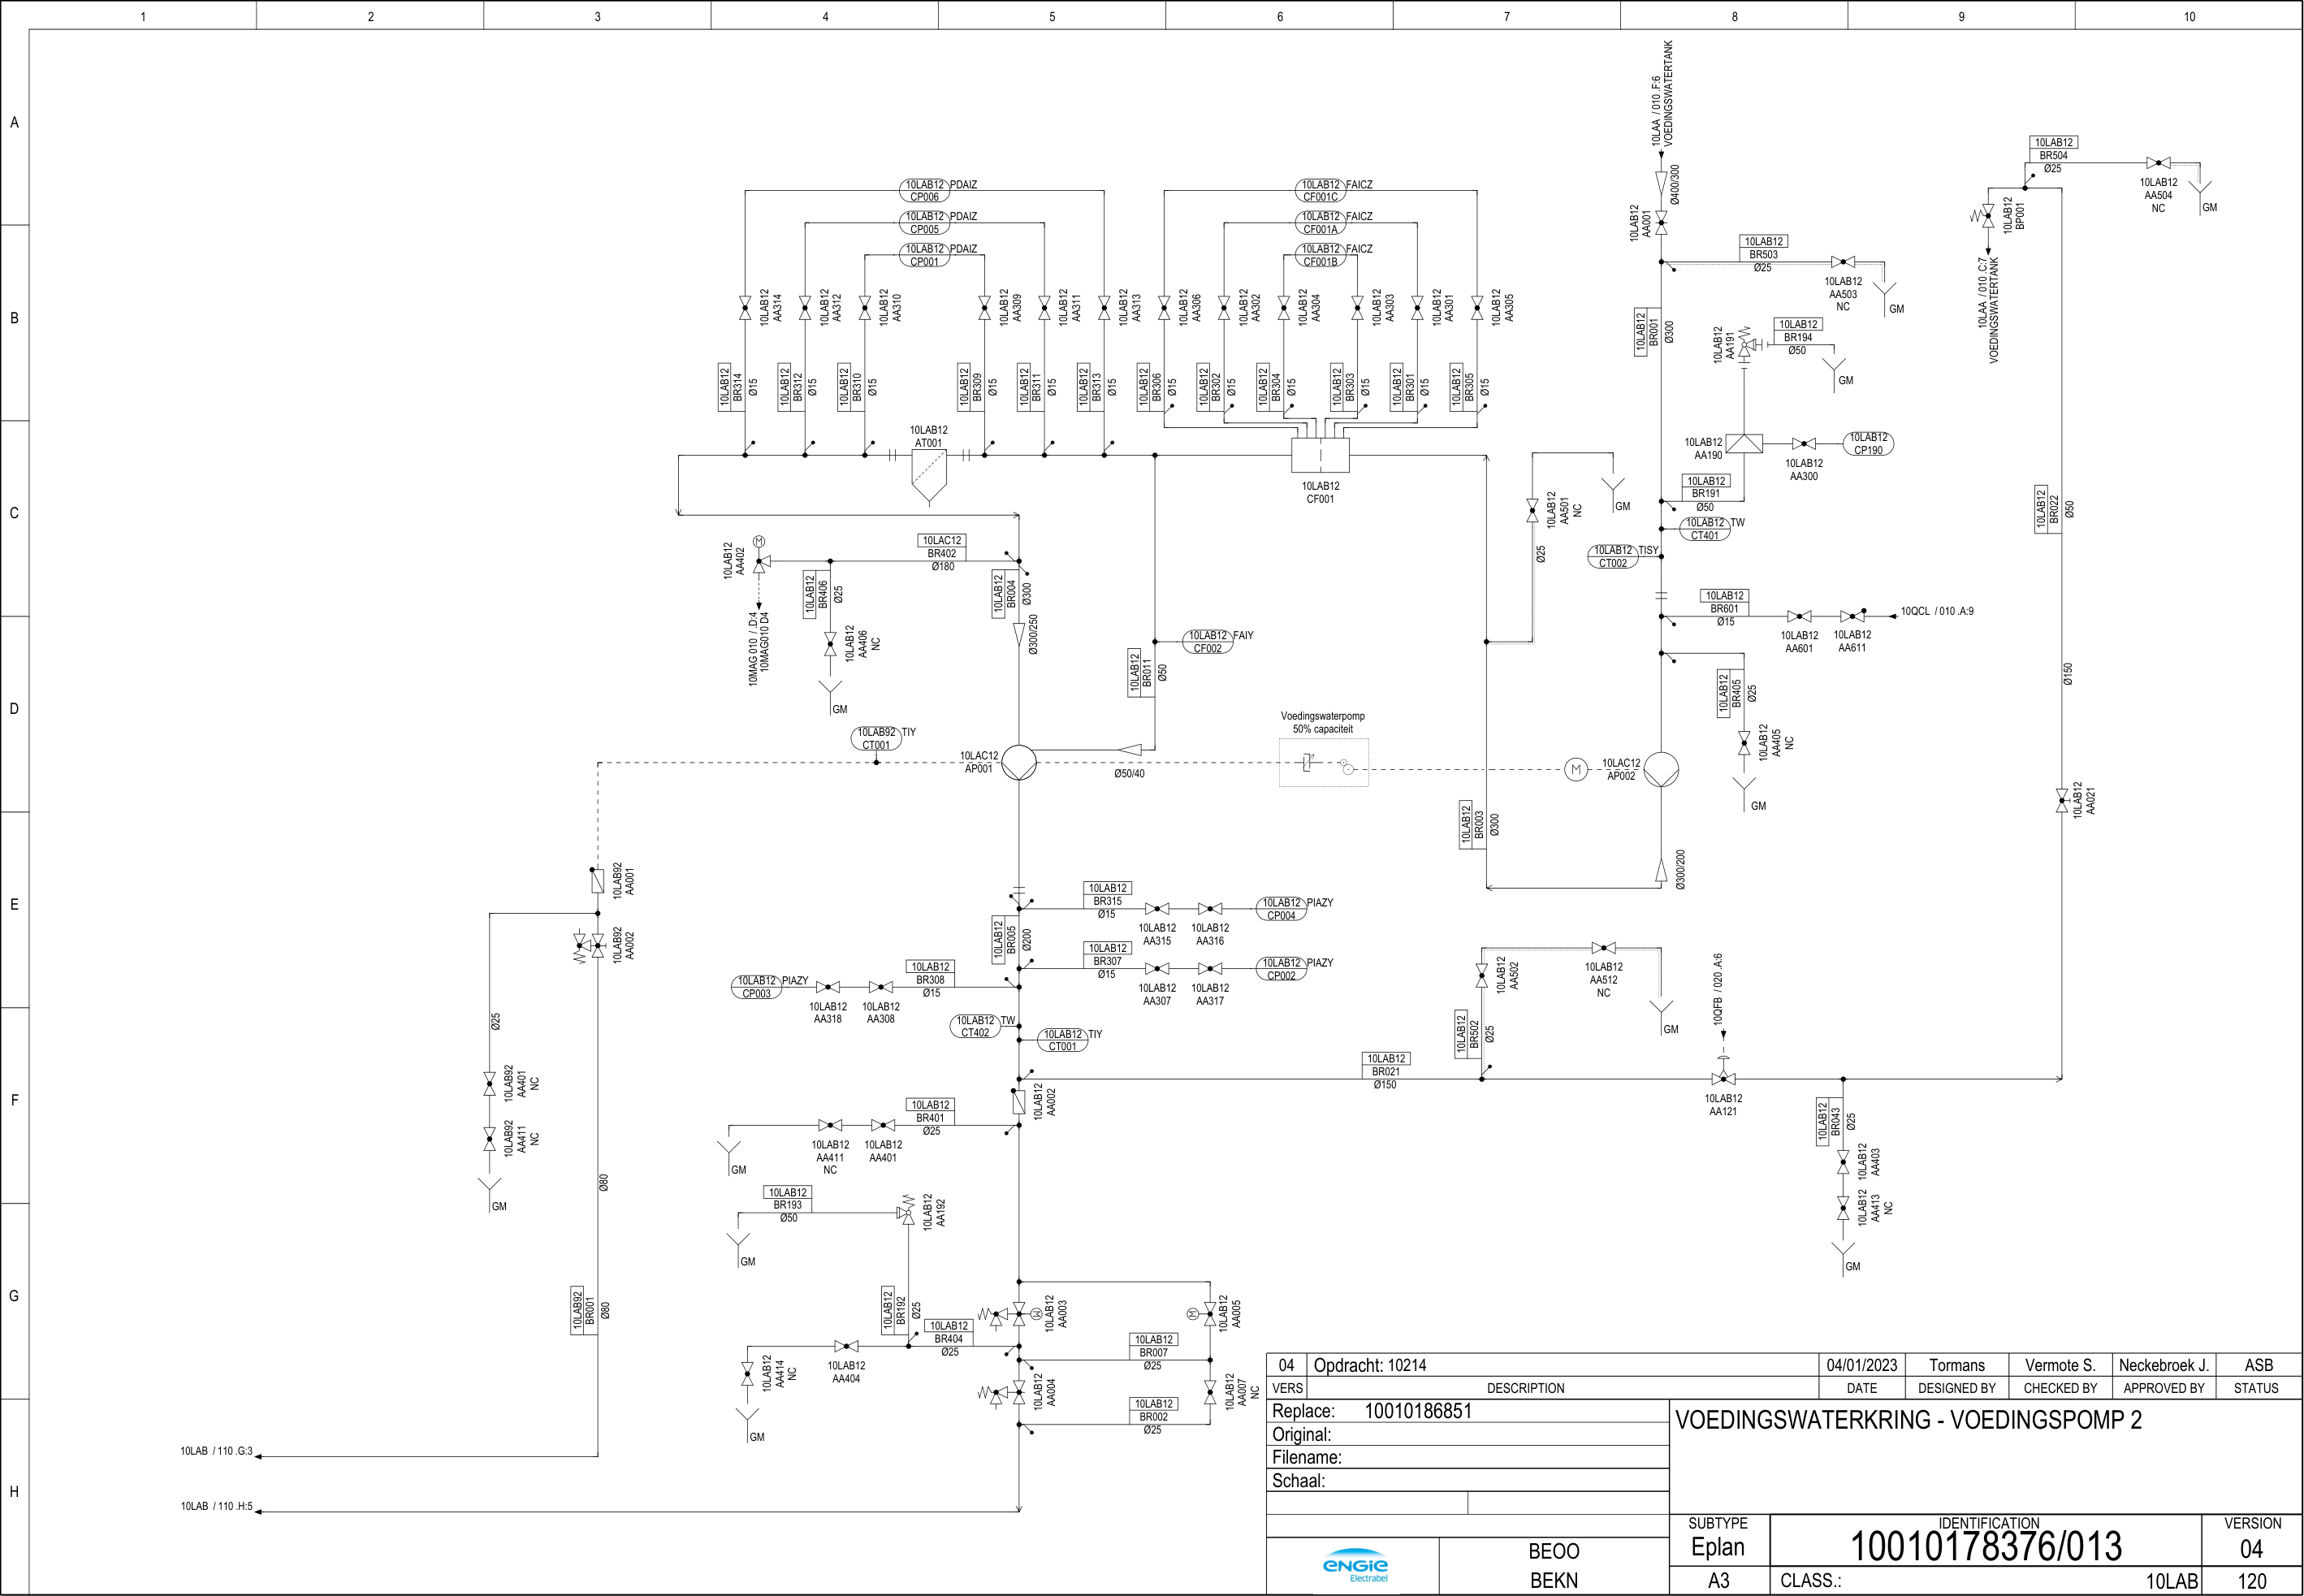 1
2
3
4
5
6
7
8
9
10
A
B
C
D
E
F
G
H
10LAA / 010 .F:6
VOEDINGSWATERTANK
Ø400/300
10LAB12
AA001
10LAB12
BR504
Ø25
10LAB12
AA504
NC
GM
10LAB12
BP001
10LAA / 010 .C:7
VOEDINGSWATERTANK
10LAB12 PDAIZ
CP006
10LAB12 PDAIZ
CP005
10LAB12 PDAIZ
CP001
10LAB12 FAICZ
CF001C
10LAB12 FAICZ
CF001A
10LAB12 FAICZ
CF001B
10LAB12
BR503
Ø25
10LAB12
AA503
NC
GM
10LAB12
AA314
10LAB12
AA312
10LAB12
AA310
10LAB12
AA309
10LAB12
AA311
10LAB12
AA313
10LAB12
AA306
10LAB12
AA302
10LAB12
AA304
10LAB12
AA303
10LAB12
AA301
10LAB12
AA305
10LAB12
BR001
Ø300
10LAB12
AA191
10LAB12
BR194
Ø50
GM
10LAB12
BR314
Ø15
10LAB12
BR312
Ø15
10LAB12
BR310
Ø15
10LAB12
BR309
Ø15
10LAB12
BR311
Ø15
10LAB12
BR313
Ø15
10LAB12
BR306
Ø15
10LAB12
BR302
Ø15
10LAB12
BR304
Ø15
10LAB12
BR303
Ø15
10LAB12
BR301
Ø15
10LAB12
BR305
Ø15
10LAB12
AT001
10LAB12
CF001
10LAB12
AA190
10LAB12
AA300
10LAB12
CP190
10LAB12
BR191
Ø50
10LAB12 TW
CT401
10LAB12 TISY
CT002
10LAB12
AA501
NC
GM
Ø25
10LAB12
BR022
Ø50
10LAB12
AA402
M
10LAC12
BR402
Ø180
10LAB12
BR406
Ø25
10LAB12
BR004
Ø300
10MAG 010 / .D:4
10MAG010 D4
10LAB12
AA406
NC
GM
Ø300/250
10LAB12 FAIY
CF002
10LAB12
BR011
Ø50
10LAB12
BR601
Ø15
10LAB12
AA601
10LAB12
AA611
10QCL / 010 .A:9
10LAB12
BR405
Ø25
10LAB12
AA405
NC
GM
Ø150
10LAB92 TIY
CT001
10LAC12
AP001
Ø50/40
Voedingswaterpomp
50% capaciteit
M
10LAC12
AP002
10LAB12
AA021
10LAB12
BR003
Ø300
Ø300/200
10LAB92
AA001
10LAB92
AA002
10LAB12
BR315
Ø15
10LAB12
AA315
10LAB12
AA316
10LAB12 PIAZY
CP004
10LAB12
BR005
Ø200
10LAB12
BR307
Ø15
10LAB12
AA307
10LAB12
AA317
10LAB12 PIAZY
CP002
10LAB12 PIAZY
CP003
10LAB12
AA318
10LAB12
AA308
10LAB12
BR308
Ø15
10LAB12 TW
CT402
10LAB12 TIY
CT001
10LAB12
AA502
10LAB12
AA512
NC
GM
10LAB12
BR502
Ø25
10QFB / 020 .A:6
Ø25
10LAB92
AA401
NC
10LAB92
AA411
NC
GM
10LAB12
BR021
Ø150
10LAB12
AA121
10LAB12
AA002
10LAB12
BR401
Ø25
10LAB12
AA411
NC
10LAB12
AA401
GM
10LAB12
BR043
Ø25
10LAB12
AA403
10LAB12
AA413
NC
GM
Ø80
10LAB12
BR193
Ø50
10LAB12
AA192
GM
10LAB92
BR001
Ø80
10LAB12
BR192
Ø25
10LAB12
BR404
Ø25
10LAB12
AA414
NC
10LAB12
AA404
GM
M
10LAB12
AA003
M
10LAB12
AA005
10LAB12
BR007
Ø25
10LAB12
AA004
10LAB12
AA007
NC
10LAB12
BR002
Ø25
10LAB / 110 .G:3
10LAB / 110 .H:5
04 Opdracht: 10214 04/01/2023 Tormans Vermote S. Neckebroek J. ASB
VERS DESCRIPTION DATE DESIGNED BY CHECKED BY APPROVED BY STATUS
Replace: 10010186851
Original:
Filename:
Schaal:
VOEDINGSWATERKRING - VOEDINGSPOMP 2
SUBTYPE
Eplan
IDENTIFICATION
10010178376/013
VERSION
04
ENGIE
Electrabel
BEOO
BEKN
A3
CLASS.:
10LAB
120